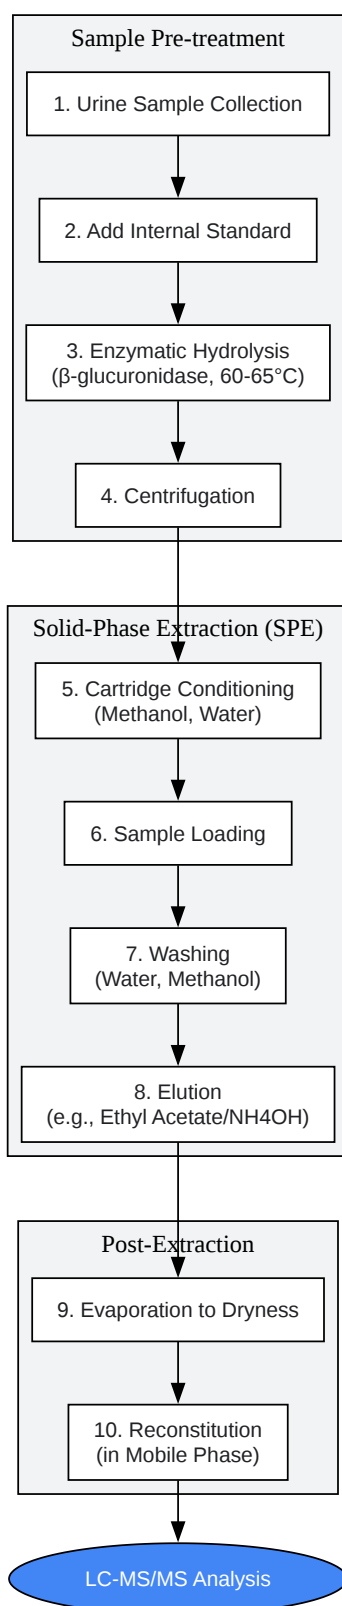 Sample Pre-treatment
1. Urine Sample Collection
2. Add Internal Standard
3. Enzymatic Hydrolysis
(β-glucuronidase, 60-65°C)
4. Centrifugation
Solid-Phase Extraction (SPE)
5. Cartridge Conditioning
(Methanol, Water)
6. Sample Loading
7. Washing
(Water, Methanol)
8. Elution
(e.g., Ethyl Acetate/NH4OH)
Post-Extraction
9. Evaporation to Dryness
10. Reconstitution
(in Mobile Phase)
LC-MS/MS Analysis